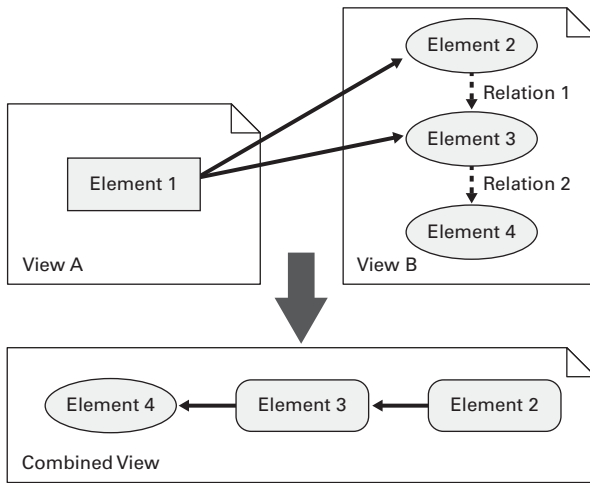 Element 2
Relation 1
Element 3
Element 1
Relation 2
Element 4
View A
View B
Element 4
Element 3
Element 2
Combined View